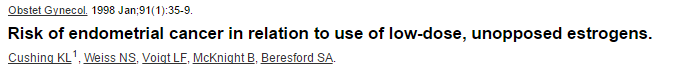 Obstet Gynecol. 1998 Jan;91(1):35-9.
Risk of endometrial cancer in relation to use of low-dose, unopposed estrogens.
Cushing KL1, Weiss NS, Voigt LF, McKnight B, Beresford SA.